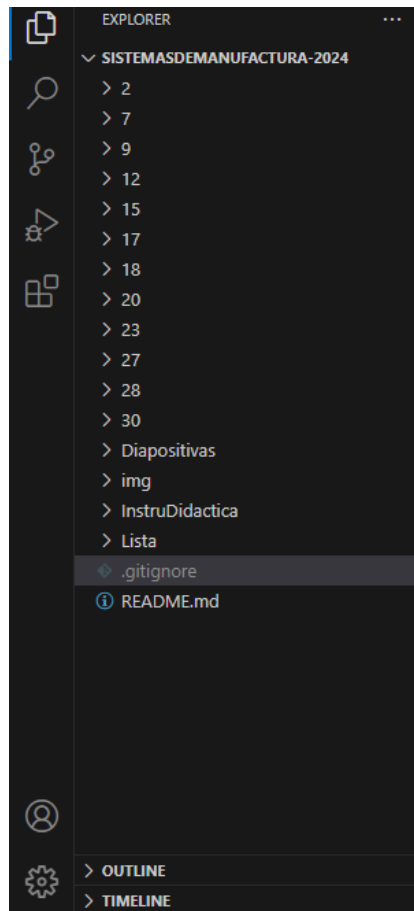 EXPLORER
SISTEMASDEMANUFACTURA-2024
2
7
9
12
15
17
18
20
23
27
28
30
Diapositivas
img
InstruDidactica
Lista
.gitignore
README.md
OUTLINE
TIMELINE